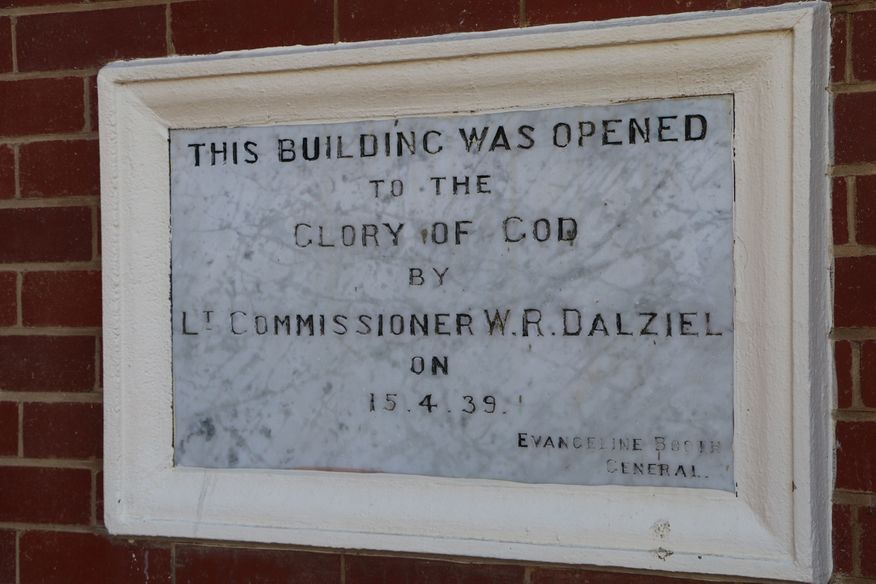 THIS BUILDING WAS OPENED
TO THE
GLORY OF GOD
BY
LT COMMISSIONER W.R. DALZIEL
ON
15.4.39.
EVANGELINE BOOTH
GENERAL.